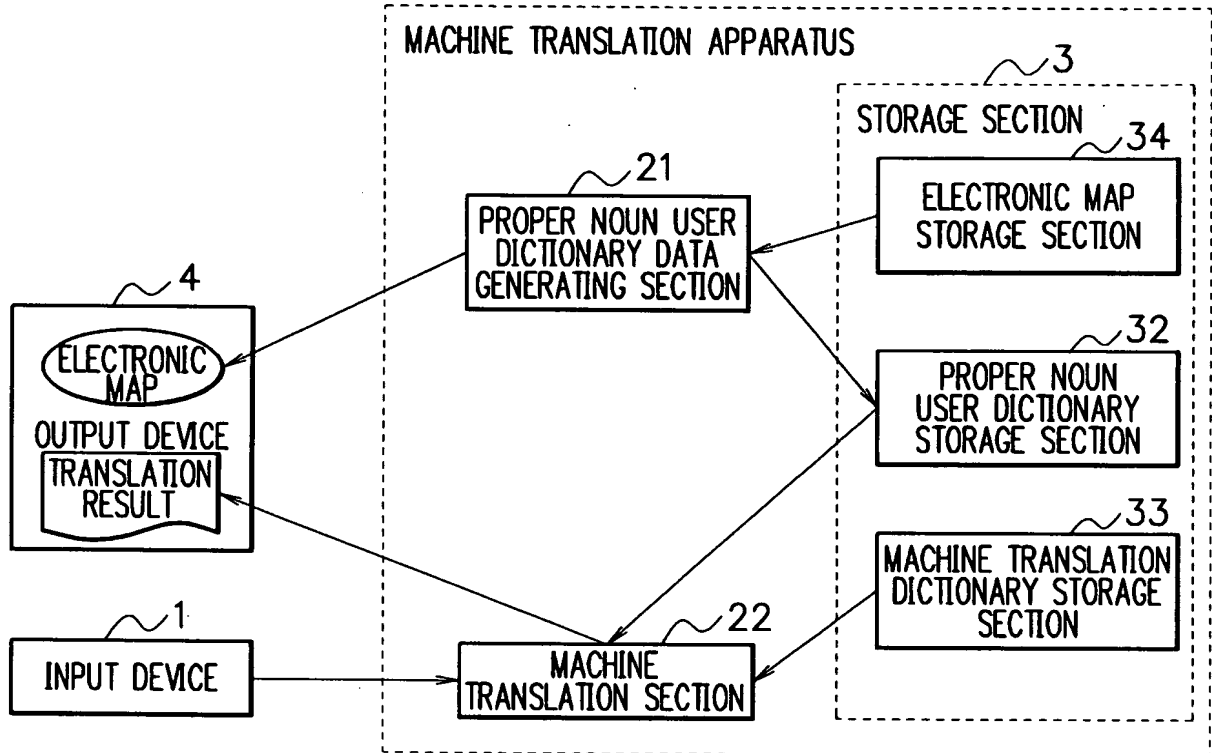 MACHINE TRANSLATION APPARATUS
3
STORAGE SECTION
34
ELECTRONIC MAP
STORAGE SECTION
21
PROPER NOUN USER
DICTIONARY DATA
GENERATING SECTION
4
ELECTRONIC
MAP
OUTPUT DEVICE
TRANSLATION
RESULT
32
PROPER NOUN
USER DICTIONARY
STORAGE SECTION
33
MACHINE TRANSLATION
DICTIONARY STORAGE
SECTION
1
INPUT DEVICE
22
MACHINE
TRANSLATION SECTION